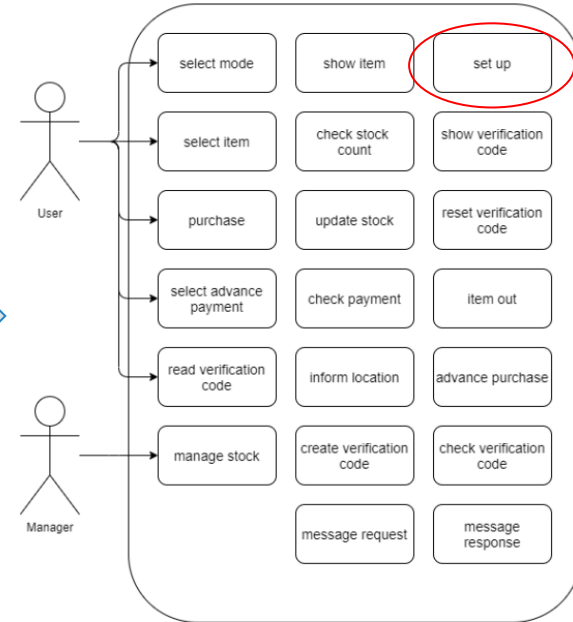 select mode
show item
set up
select item
check stock
count
show verification
code
User
purchase
update stock
reset verification
code
select advance
payment
check payment
item out
read verification
code
inform location
advance purchase
manage stock
create verification
code
check verification
code
Manager
message request
message
response